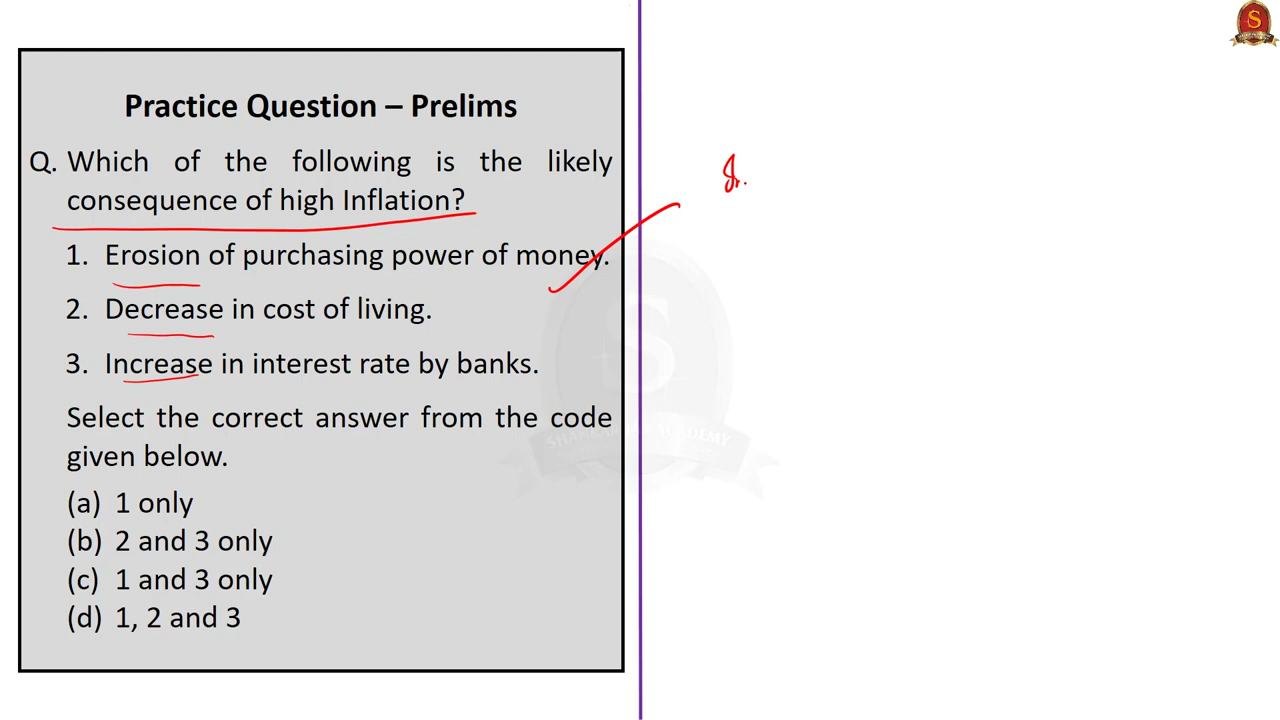 Practice Question – Prelims
Q. Which of the following is the likely
consequence of high Inflation?
1. Erosion of purchasing power of money.
2. Decrease in cost of living.
3. Increase in interest rate by banks.
Select the correct answer from the code
given below.
(a) 1 only
(b) 2 and 3 only
(c) 1 and 3 only
(d) 1, 2 and 3